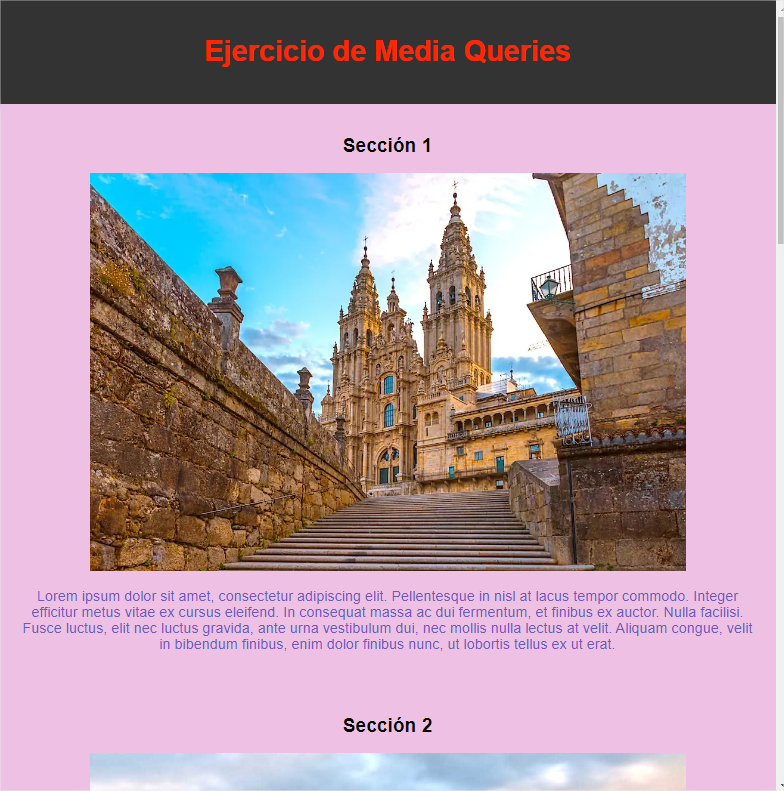 Ejercicio de Media Queries
Sección 1
Lorem ipsum dolor sit amet, consectetur adipiscing elit. Pellentesque in nisl at lacus tempor commodo. Integer
efficitur metus vitae ex cursus eleifend. In consequat massa ac dui fermentum, et finibus ex auctor. Nulla facilisi.
Fusce luctus, elit nec luctus gravida, ante urna vestibulum dui, nec mollis nulla lectus at velit. Aliquam congue, velit
in bibendum finibus, enim dolor finibus nunc, ut lobortis tellus ex ut erat.
Sección 2